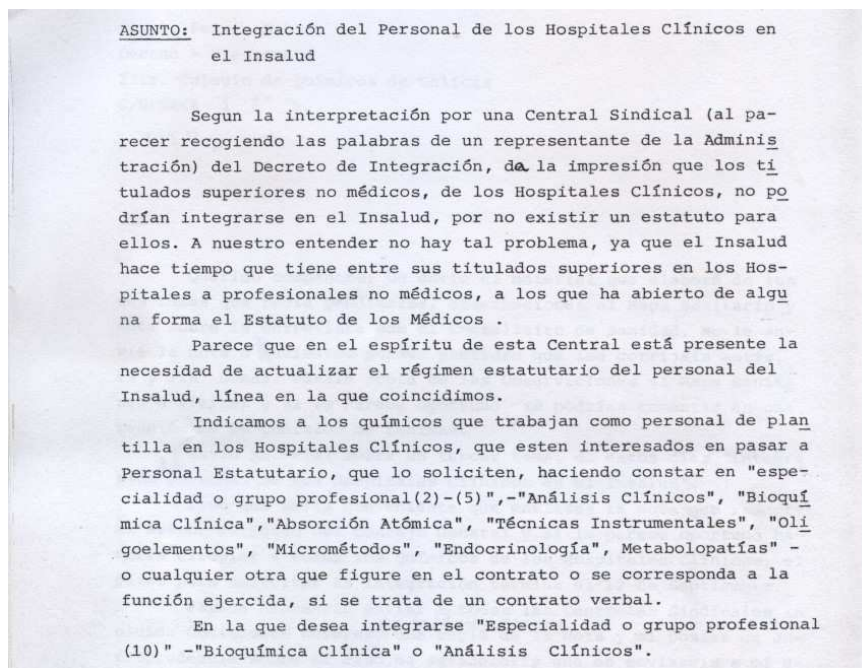 ASUNTO: Integración del Personal de los Hospitales Clínicos en
el Insalud
Segun la interpretación por una Central Sindical (al pa-
recer recogiendo las palabras de un representante de la Adminis
tración) del Decreto de Integración, da la impresión que los ti
tulados superiores no médicos, de los Hospitales Clínicos, no po
drían integrarse en el Insalud, por no existir un estatuto para
ellos. A nuestro entender no hay tal problema, ya que el Insalud
hace tiempo que tiene entre sus titulados superiores en los Hos-
pitales a profesionales no médicos, a los que ha abierto de algu
na forma el Estatuto de los Médicos .
Parece que en el espíritu de esta Central está presente la
necesidad de actualizar el régimen estatutario del personal del
Insalud, línea en la que coincidimos.
Indicamos a los químicos que trabajan como personal de plan
tilla en los Hospitales Clínicos, que esten interesados en pasar a
Personal Estatutario, que lo soliciten, haciendo constar en "espe-
cialidad o grupo profesional(2)-(5)",-"Análisis Clínicos", "Bioquí
mica Clínica","Absorción Atómica", "Técnicas Instrumentales", "Oli
goelementos", "Micrométodos", "Endocrinología", Metabolopatías" -
o cualquier otra que figure en el contrato o se corresponda a la
función ejercida, si se trata de un contrato verbal.
En la que desea integrarse "Especialidad o grupo profesional
(10)" -"Bioquímica Clínica" o "Análisis Clínicos".